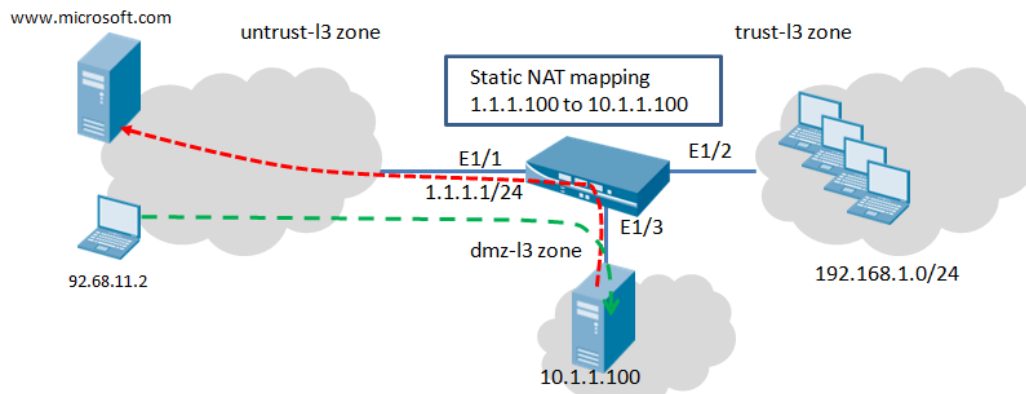 www.microsoft.com
untrust-l3 zone
trust-l3 zone
Static NAT mapping
1.1.1.100 to 10.1.1.100
E1/1
E1/2
1.1.1.1/24
E1/3
dmz-l3 zone
92.68.11.2
192.168.1.0/24
10.1.1.100